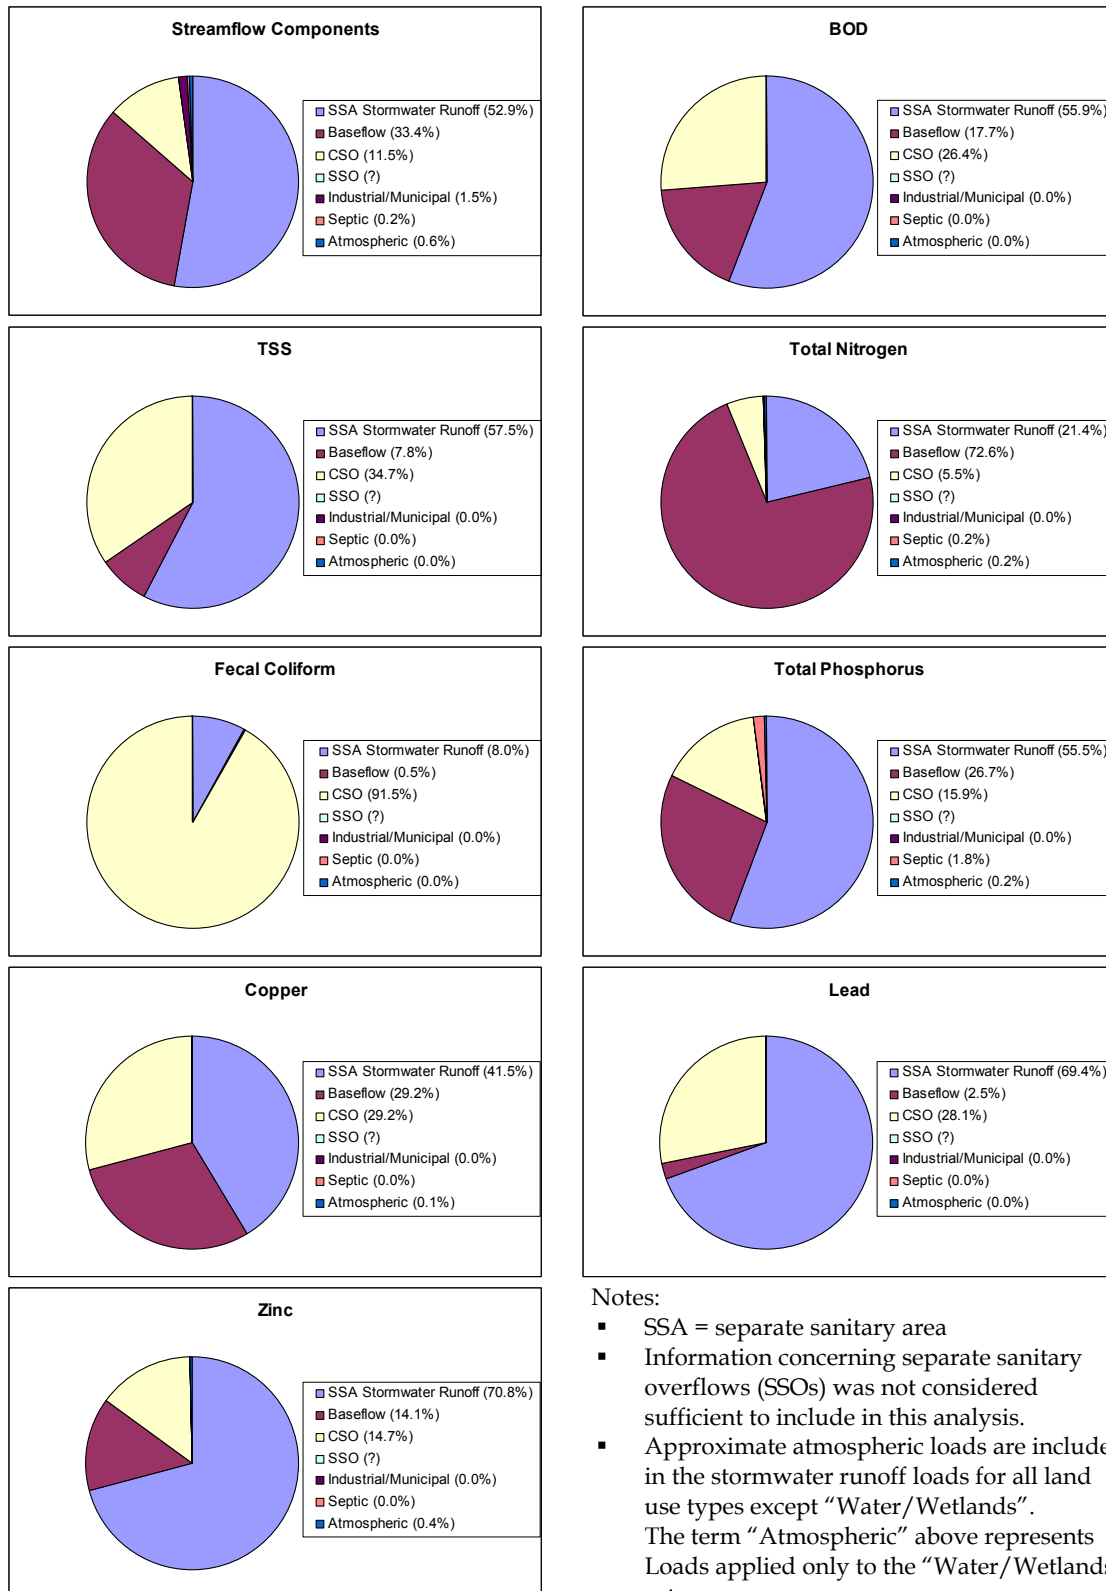 Streamflow Components
SSA Stormwater Runoff (52.9%)
Baseflow (33.4%)
CSO (11.5%)
SSO (?)
Industrial/Municipal (1.5%)
Septic (0.2%)
Atmospheric (0.6%)
BOD
SSA Stormwater Runoff (55.9%)
Baseflow (17.7%)
CSO (26.4%)
SSO (?)
Industrial/Municipal (0.0%)
Septic (0.0%)
Atmospheric (0.0%)
TSS
SSA Stormwater Runoff (57.5%)
Baseflow (7.8%)
CSO (34.7%)
SSO (?)
Industrial/Municipal (0.0%)
Septic (0.0%)
Atmospheric (0.0%)
Total Nitrogen
SSA Stormwater Runoff (21.4%)
Baseflow (72.6%)
CSO (5.5%)
SSO (?)
Industrial/Municipal (0.0%)
Septic (0.2%)
Atmospheric (0.2%)
Fecal Coliform
SSA Stormwater Runoff (8.0%)
Baseflow (0.5%)
CSO (91.5%)
SSO (?)
Industrial/Municipal (0.0%)
Septic (0.0%)
Atmospheric (0.0%)
Total Phosphorus
SSA Stormwater Runoff (55.5%)
Baseflow (26.7%)
CSO (15.9%)
SSO (?)
Industrial/Municipal (0.0%)
Septic (1.8%)
Atmospheric (0.2%)
Copper
SSA Stormwater Runoff (41.5%)
Baseflow (29.2%)
CSO (29.2%)
SSO (?)
Industrial/Municipal (0.0%)
Septic (0.0%)
Atmospheric (0.1%)
Lead
SSA Stormwater Runoff (69.4%)
Baseflow (2.5%)
CSO (28.1%)
SSO (?)
Industrial/Municipal (0.0%)
Septic (0.0%)
Atmospheric (0.0%)
Zinc
SSA Stormwater Runoff (70.8%)
Baseflow (14.1%)
CSO (14.7%)
SSO (?)
Industrial/Municipal (0.0%)
Septic (0.0%)
Atmospheric (0.4%)
Notes:
▪ SSA = separate sanitary area
▪ Information concerning separate sanitary
overflows (SSOs) was not considered
sufficient to include in this analysis.
▪ Approximate atmospheric loads are include
in the stormwater runoff loads for all land
use types except “Water/Wetlands”.
The term “Atmospheric” above represents
Loads applied only to the “Water/Wetlands